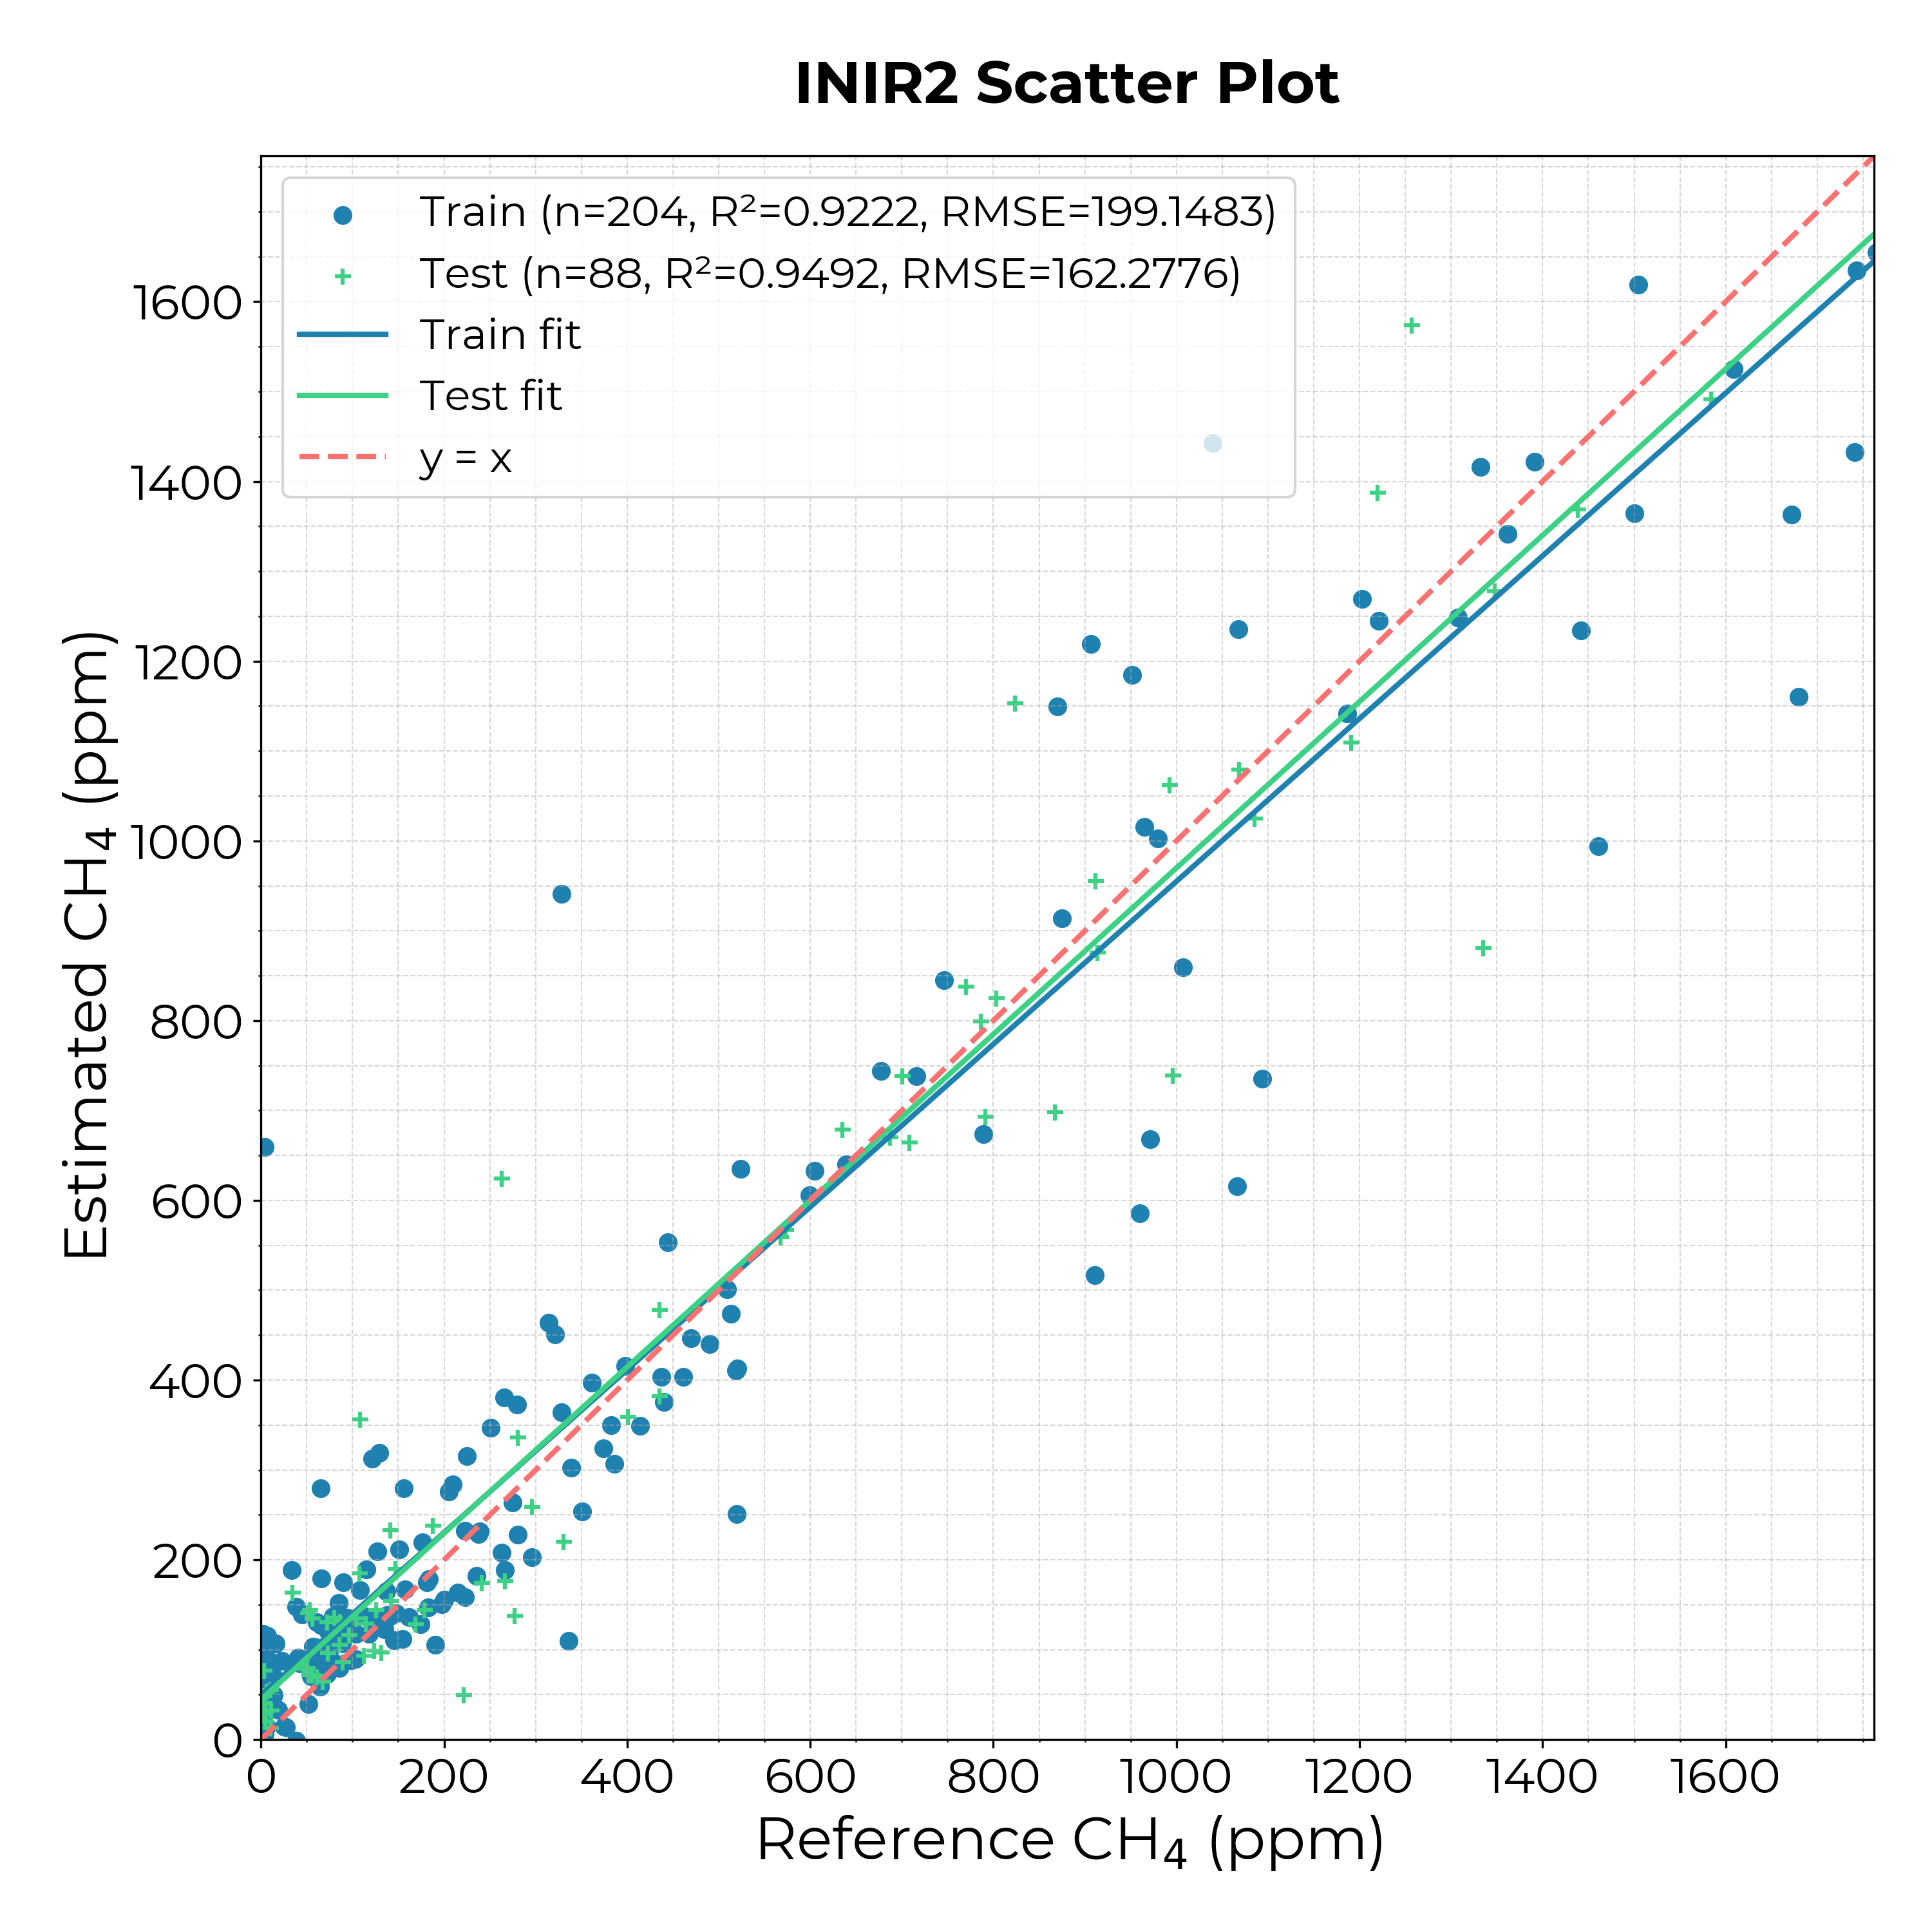 INIR2 Scatter Plot
Train (n=204, R²=0.9222, RMSE=199.1483)
Test (n=88, R²=0.9492, RMSE=162.2776)
Train fit
Test fit
y = x
Estimated CH₄ (ppm)
1600
1400
1200
1000
800
600
400
200
0
0 200 400 600 800 1000 1200 1400 1600
Reference CH₄ (ppm)